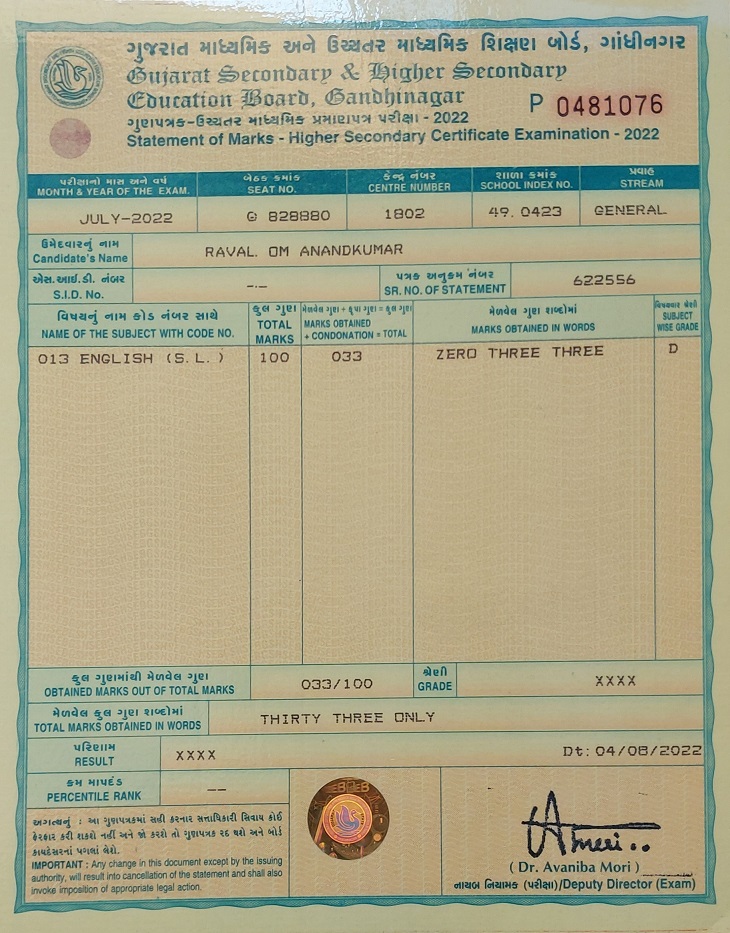 ગુજરાત માધ્યમિક અને ઉચ્ચતર માધ્યમિક શિક્ષણ બોર્ડ, ગાંધીનગર
Gujarat Secondary & Higher Secondary
Education Board, Gandhinagar
P 0481076
ગુણપત્રક-ઉચ્ચતર માધ્યમિક પ્રમાણપત્ર પરીક્ષા - 2022
Statement of Marks - Higher Secondary Certificate Examination - 2022
પરીક્ષાનો માસ અને વર્ષ બેઠક ક્રમાંક કેન્દ્ર નંબર શાળા ક્રમાંક પ્રવાહ
MONTH & YEAR OF THE EXAM. SEAT NO. CENTRE NUMBER SCHOOL INDEX NO. STREAM
JULY-2022 G 828880 1802 49.0423 GENERAL
ઉમેદવારનું નામ
Candidate's Name RAVAL OM ANANDKUMAR
એસ.આઈ.ડી. નંબર પત્રક અનુક્રમ નંબર
S.I.D. No. -.- SR. NO. OF STATEMENT 622556
વિષયનું નામ કોડ નંબર સાથે કુલ ગુણ મેળવેલ ગુણ + કૃપા ગુણ = કુલ ગુણ મેળવેલ ગુણ શબ્દોમાં વિષયવાર શ્રેણી
NAME OF THE SUBJECT WITH CODE NO. TOTAL MARKS MARKS OBTAINED + CONDONATION = TOTAL MARKS OBTAINED IN WORDS SUBJECT WISE GRADE
013 ENGLISH (S.L.) 100 033 ZERO THREE THREE D
કુલ ગુણમાંથી મેળવેલ ગુણ શ્રેણી
OBTAINED MARKS OUT OF TOTAL MARKS 033/100 GRADE XXXX
મેળવેલ કુલ ગુણ શબ્દોમાં
TOTAL MARKS OBTAINED IN WORDS THIRTY THREE ONLY
પરિણામ
RESULT XXXX Dt: 04/08/2022
ક્રમ માપદંડ
PERCENTILE RANK --
અગત્યનું : આ ગુણપત્રકમાં સહી કરનાર સત્તાધિકારી સિવાય કોઈ
ફેરફાર કરી શકશે નહીં અને જો કરશે તો ગુણપત્રક રદ થશે અને બોર્ડ
કાયદેસરનાં પગલાં લેશે.
IMPORTANT : Any change in this document except by the issuing
authority, will result into cancellation of the statement and shall also
invoke imposition of appropriate legal action.
( Dr. Avaniba Mori )
નાયબ નિયામક (પરીક્ષા)/Deputy Director (Exam)